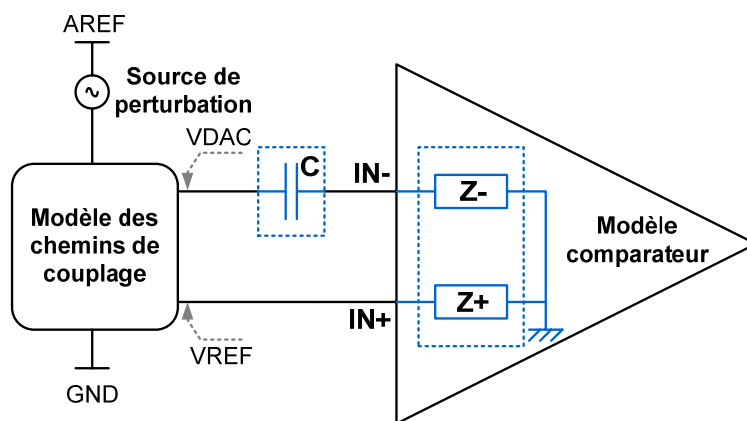 AREF
Source de
perturbation
VDAC
C
IN-
Z-
Modèle des
chemins de
couplage
Modèle
comparateur
IN+
Z+
VREF
GND